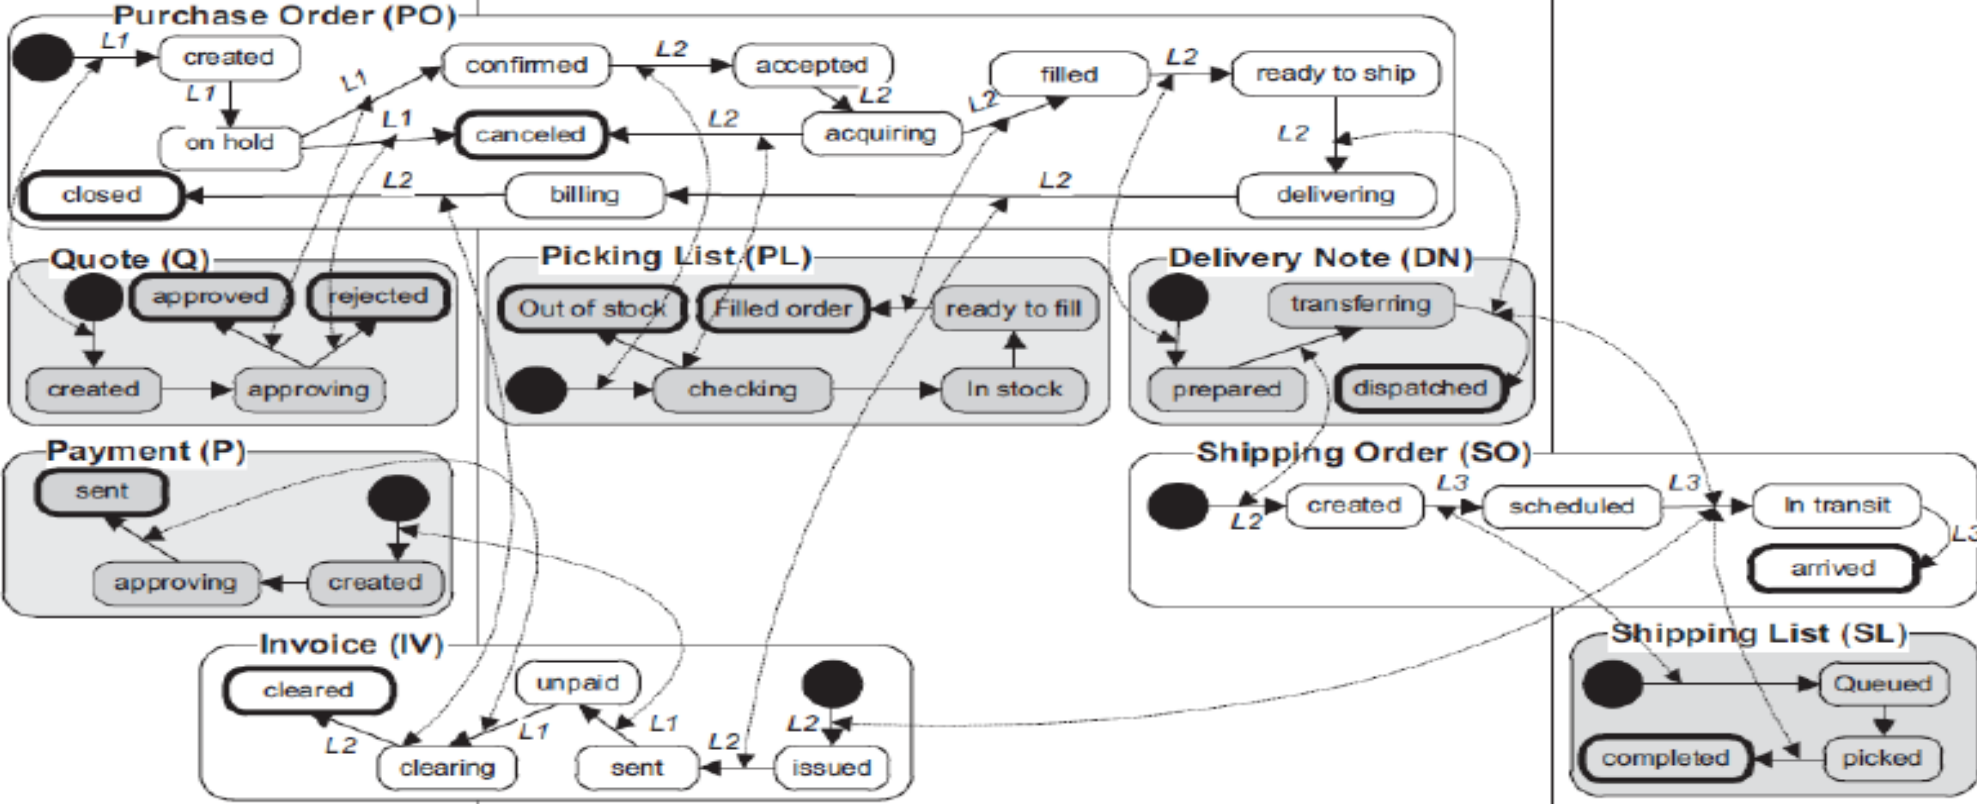 Purchase Order (PO)
L1
created
L1
on hold
L1
L1
confirmed
canceled
L2
accepted
L2
acquiring
L2
L2
filled
L2
ready to ship
L2
delivering
L2
billing
L2
closed
Quote (Q)
approved
rejected
created
approving
Picking List (PL)
Out of stock
Filled order
ready to fill
checking
In stock
Delivery Note (DN)
transferring
prepared
dispatched
Payment (P)
sent
approving
created
Shipping Order (SO)
L2
created
L3
scheduled
L3
In transit
L3
arrived
Invoice (IV)
cleared
unpaid
L2
L1
L1
L2
L2
clearing
sent
issued
Shipping List (SL)
Queued
completed
picked